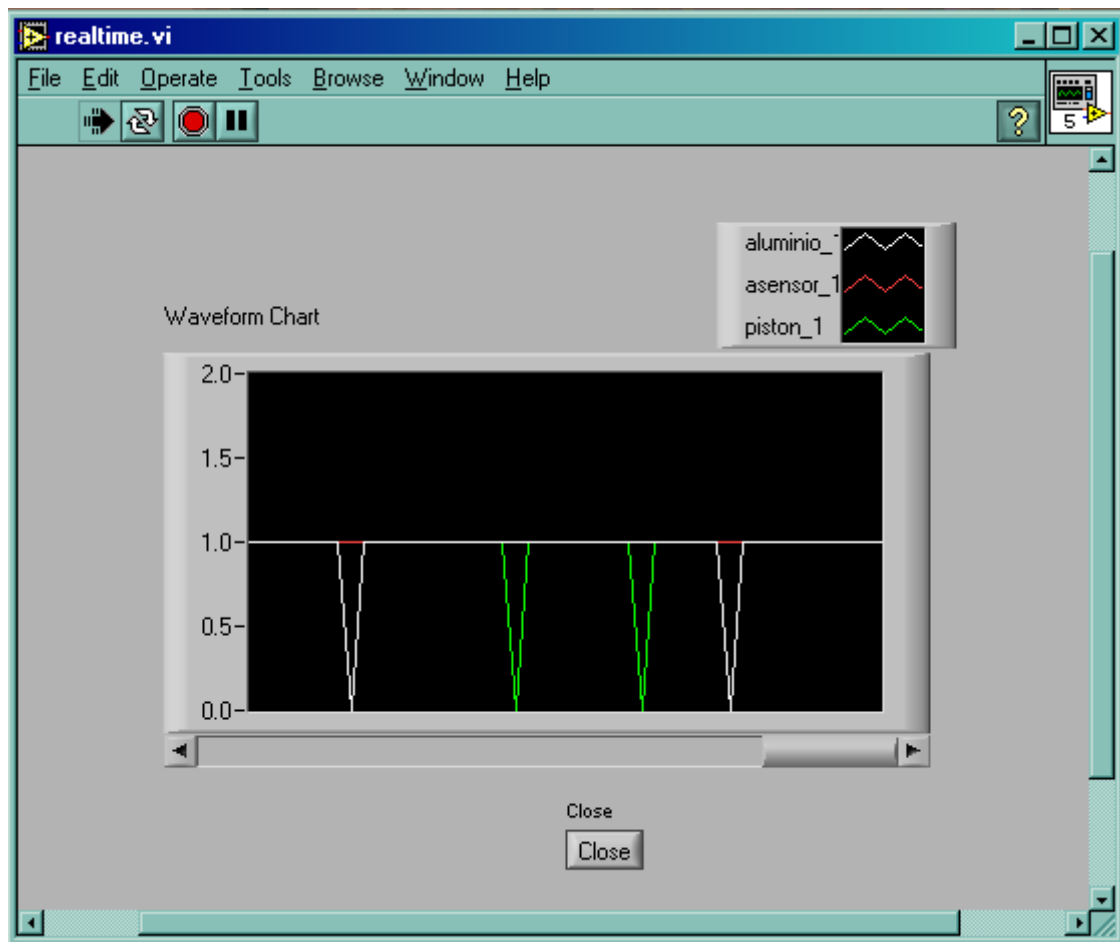 realtime.vi
File Edit Operate Tools Browse Window Help
?
5
aluminio_1
asensor_1
piston_1
Waveform Chart
2.0
1.5
1.0
0.5
0.0
Close
Close